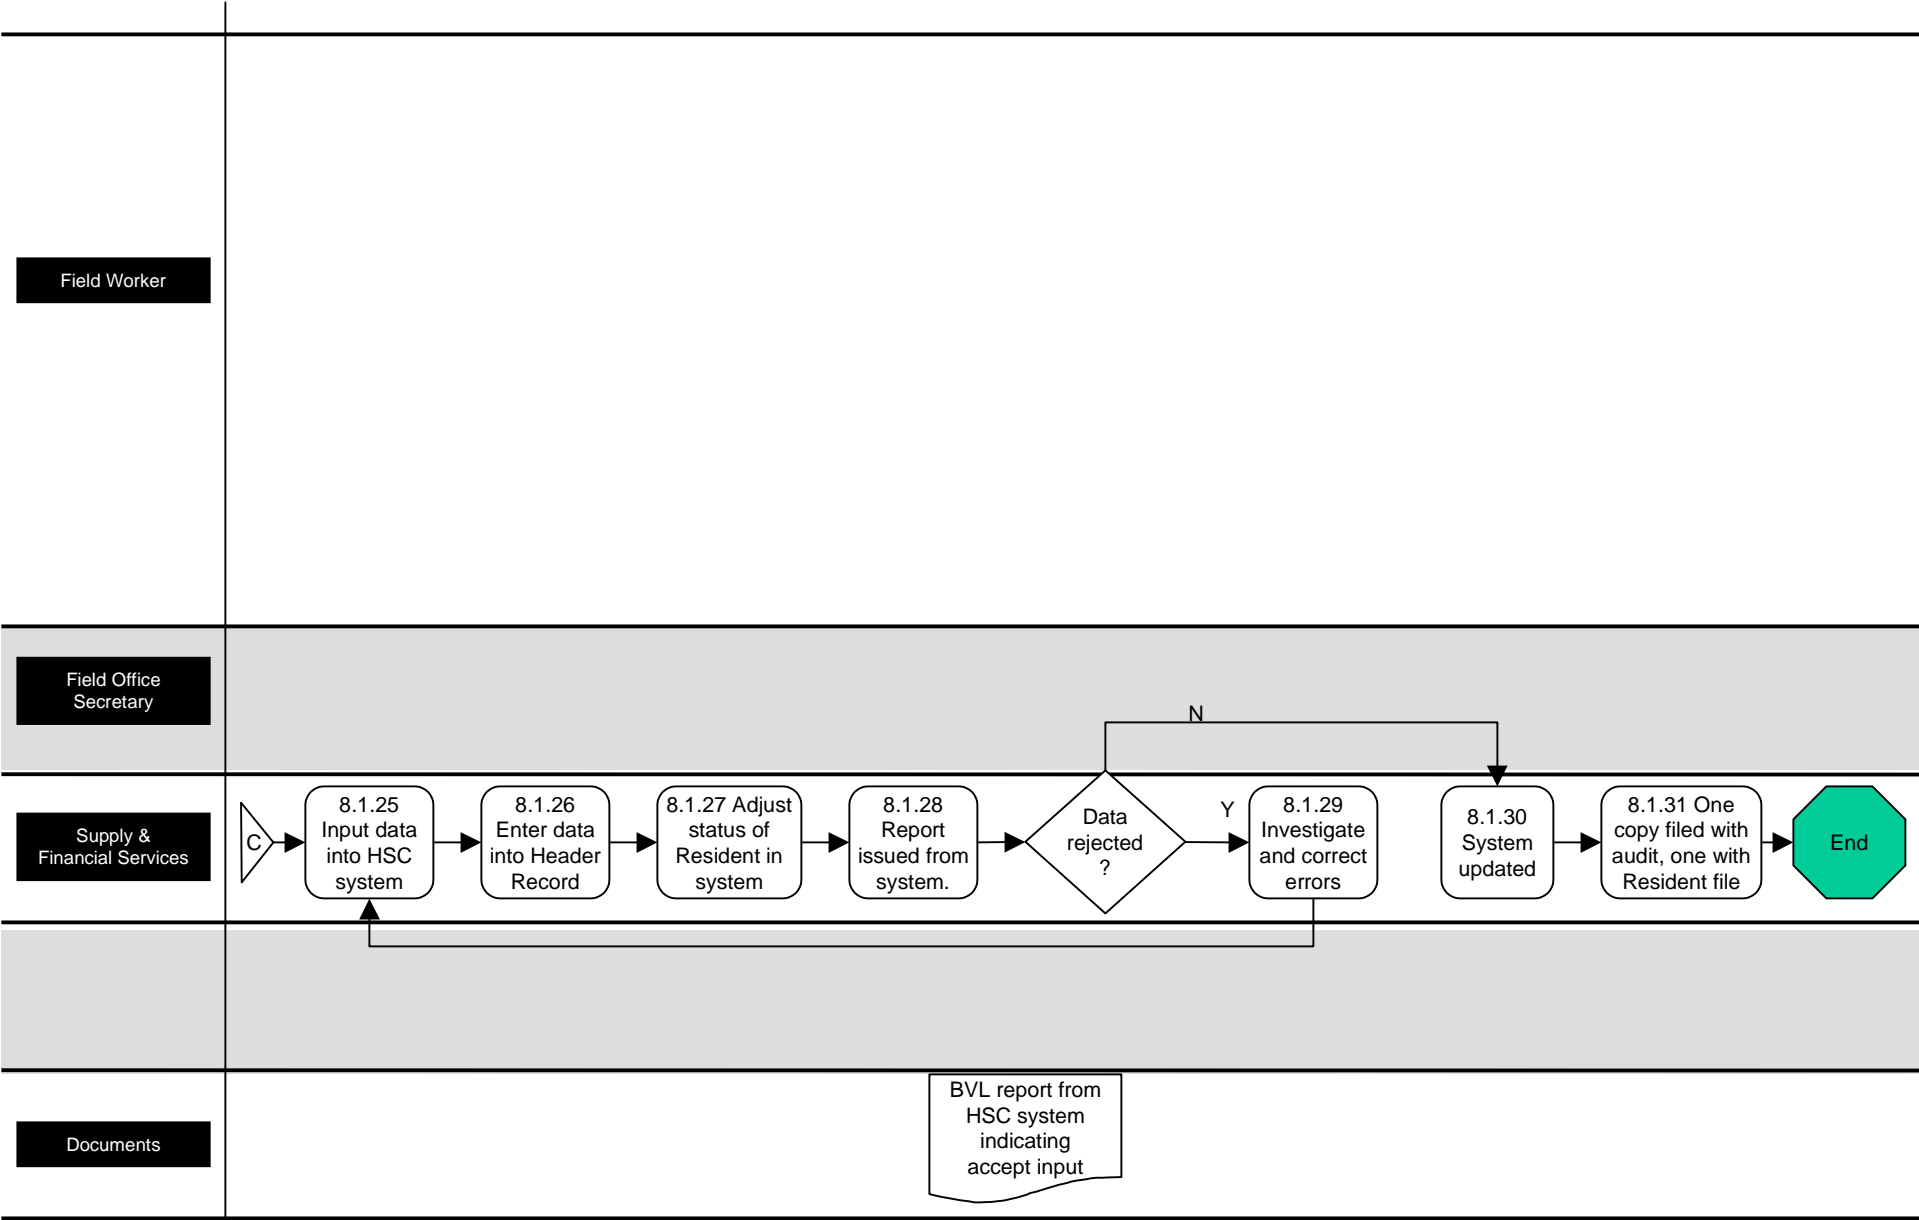 Field Worker
Field Office
Secretary
N
Supply &
Financial Services
C
8.1.25
Input data
into HSC
system
8.1.26
Enter data
into Header
Record
8.1.27 Adjust
status of
Resident in
system
8.1.28
Report
issued from
system.
Data
rejected
?
Y
8.1.29
Investigate
and correct
errors
8.1.30
System
updated
8.1.31 One
copy filed with
audit, one with
Resident file
End
Documents
BVL report from
HSC system
indicating
accept input